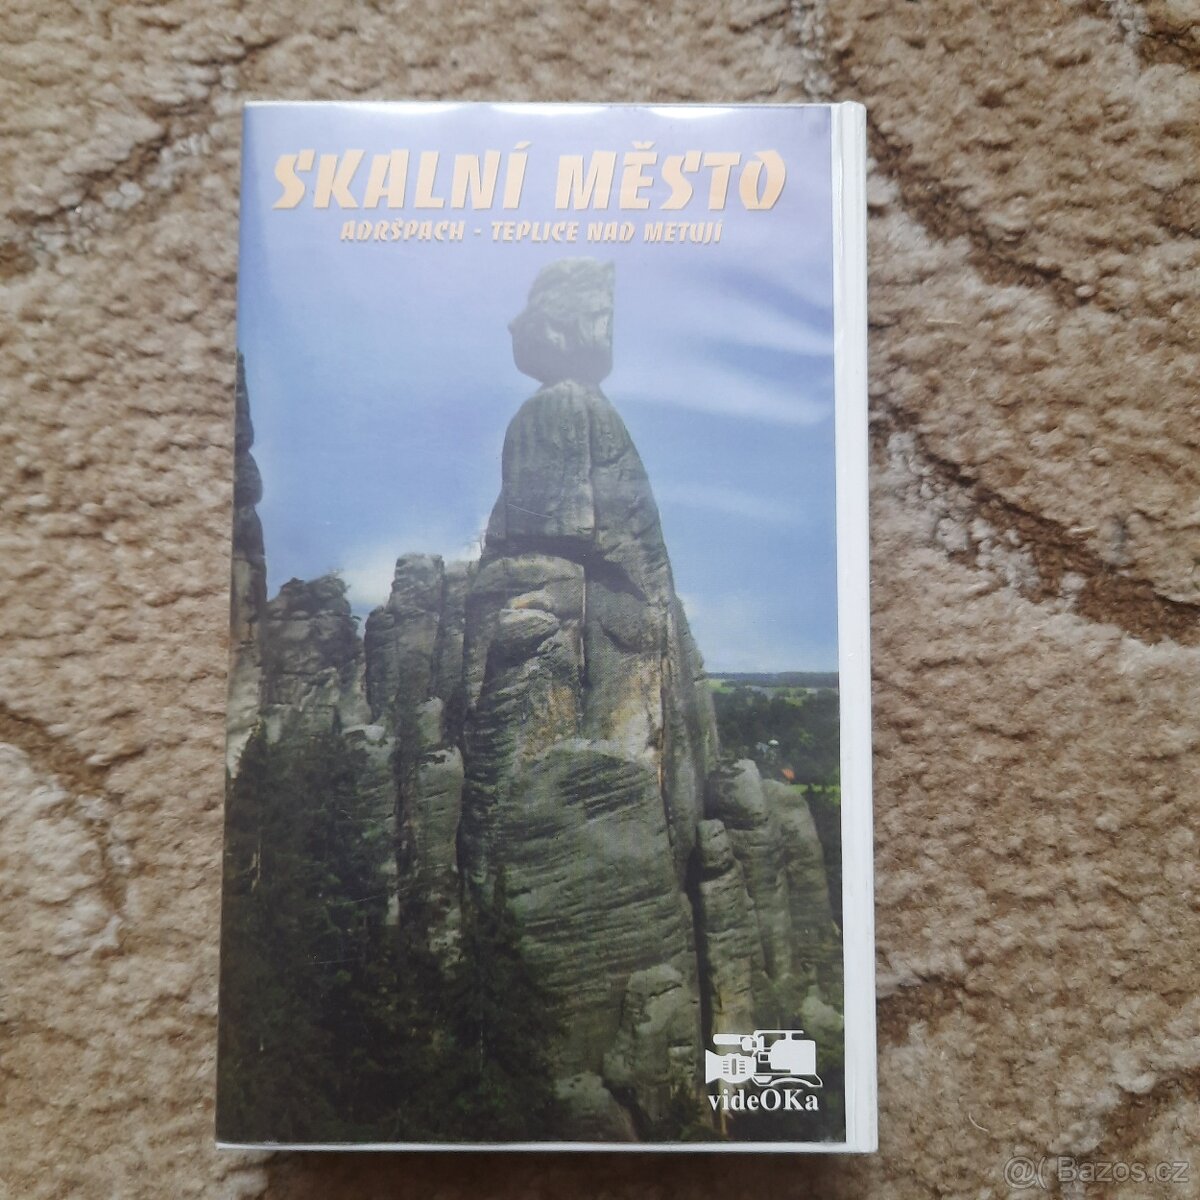 SKALNÍ MĚSTO
ADRŠPACH - TEPLICE NAD METUJÍ
videOKa
@( Bazos.cz